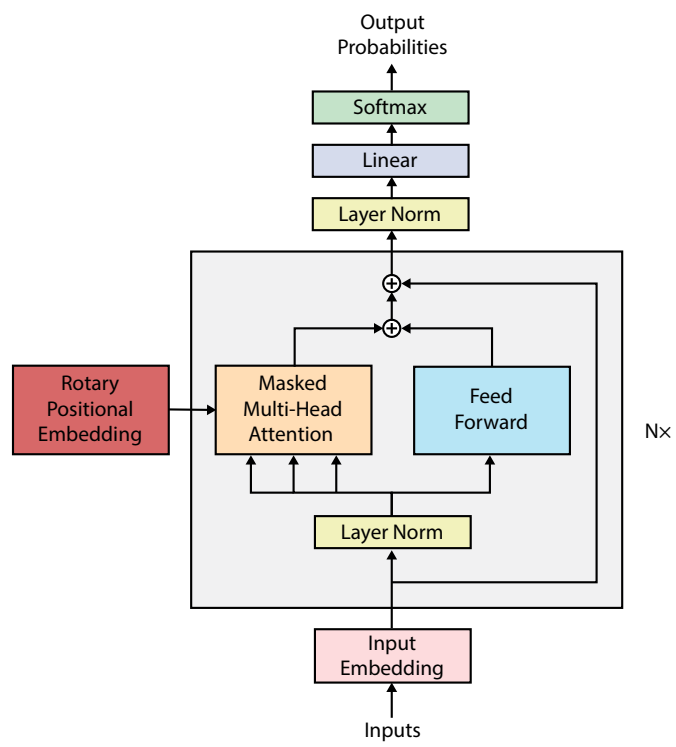 Output
Probabilities
Softmax
Linear
Layer Norm
Rotary
Positional
Embedding
Masked
Multi-Head
Attention
Feed
Forward
N×
Layer Norm
Input
Embedding
Inputs